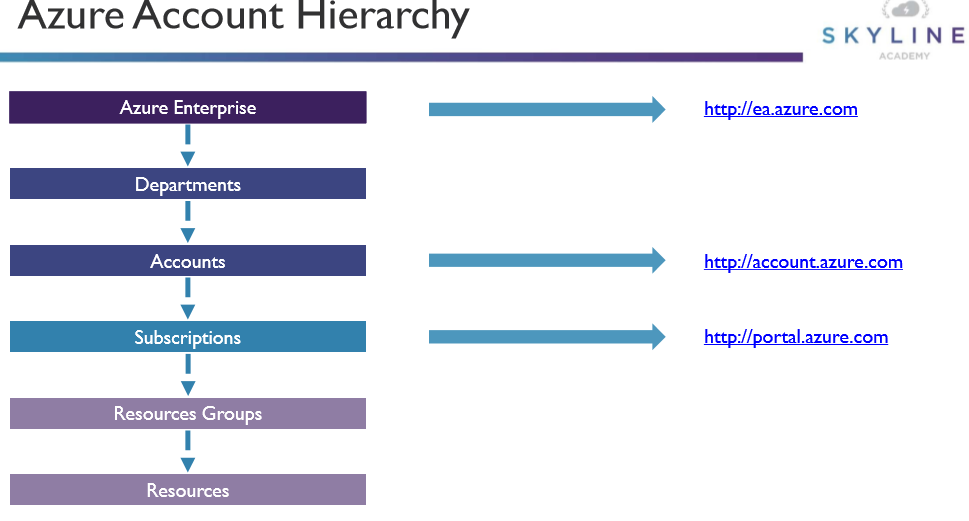 Azure Account Hierarchy
SKYLINE
ACADEMY
Azure Enterprise
http://ea.azure.com
Departments
Accounts
http://account.azure.com
Subscriptions
http://portal.azure.com
Resources Groups
Resources